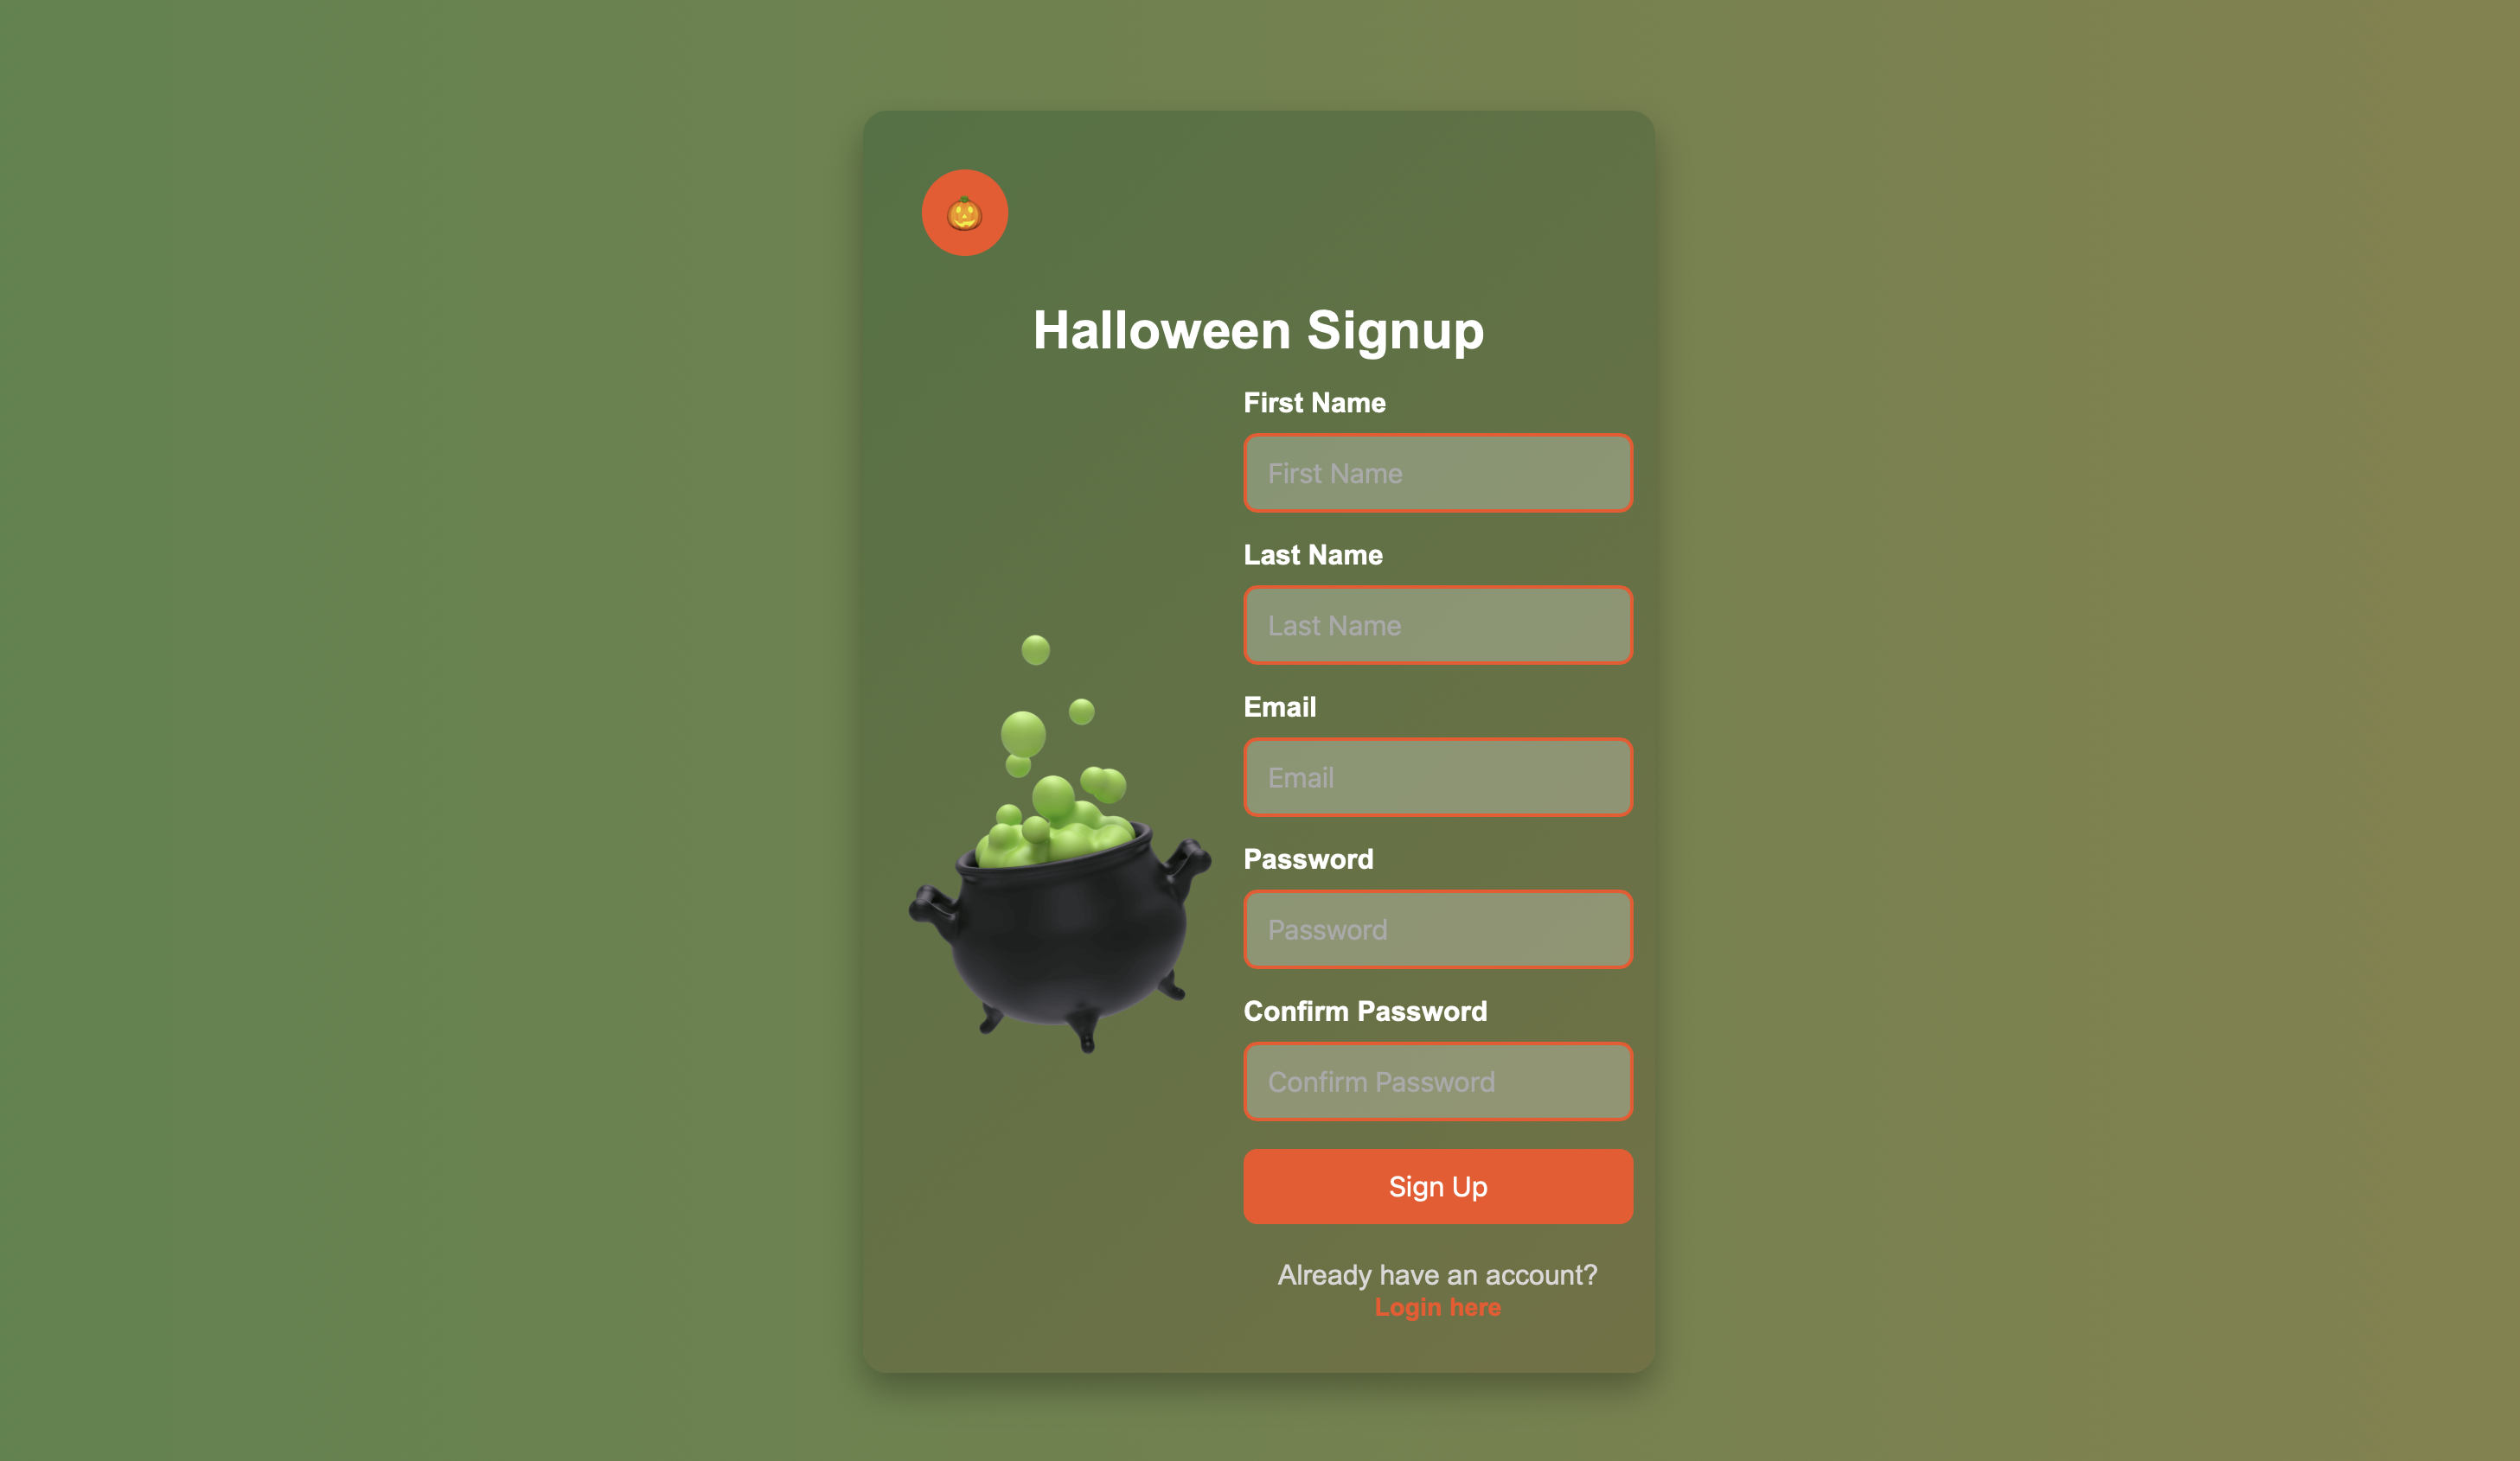 Halloween Signup
First Name
First Name
Last Name
Last Name
Email
Email
Password
Password
Confirm Password
Confirm Password
Sign Up
Already have an account?
Login here